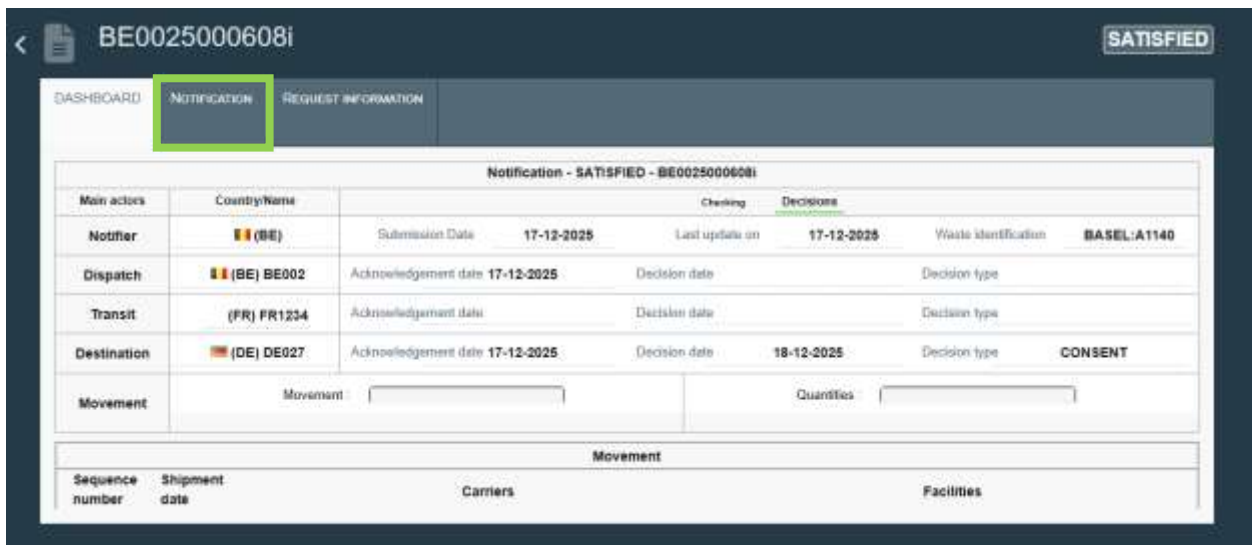 BE0025000608i
SATISFIED
DASHBOARD NOTIFICATION REQUEST INFORMATION
Notification - SATISFIED - BE0025000608i
Main actors Country/Name Checking Decisions
Notifier (BE) Submission Date 17-12-2025 Last update on 17-12-2025 Waste identification BASEL:A1140
Dispatch (BE) BE002 Acknowledgement date 17-12-2025 Decision date Decision type
Transit (FR) FR1234 Acknowledgement date Decision date Decision type
Destination (DE) DE027 Acknowledgement date 17-12-2025 Decision date 18-12-2025 Decision type CONSENT
Movement Movement Quantities
Movement
Sequence number Shipment date Carriers Facilities